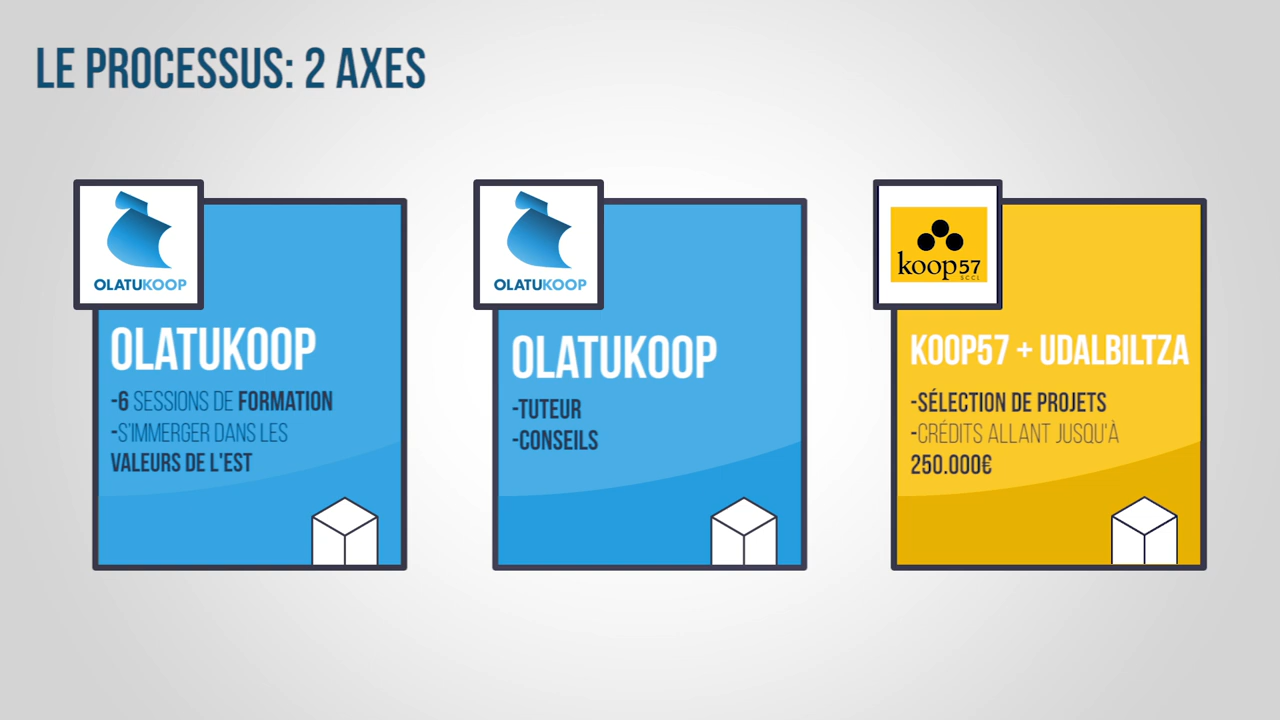 LE PROCESSUS: 2 AXES
OLATUKOOP
OLATUKOOP
-6 SESSIONS DE FORMATION
-S'IMMERGER DANS LES
VALEURS DE L'EST
OLATUKOOP
OLATUKOOP
-TUTEUR
-CONSEILS
koop57
SCCL
KOOP57 + UDALBILTZA
-SÉLECTION DE PROJETS
-CRÉDITS ALLANT JUSQU'À
250.000€